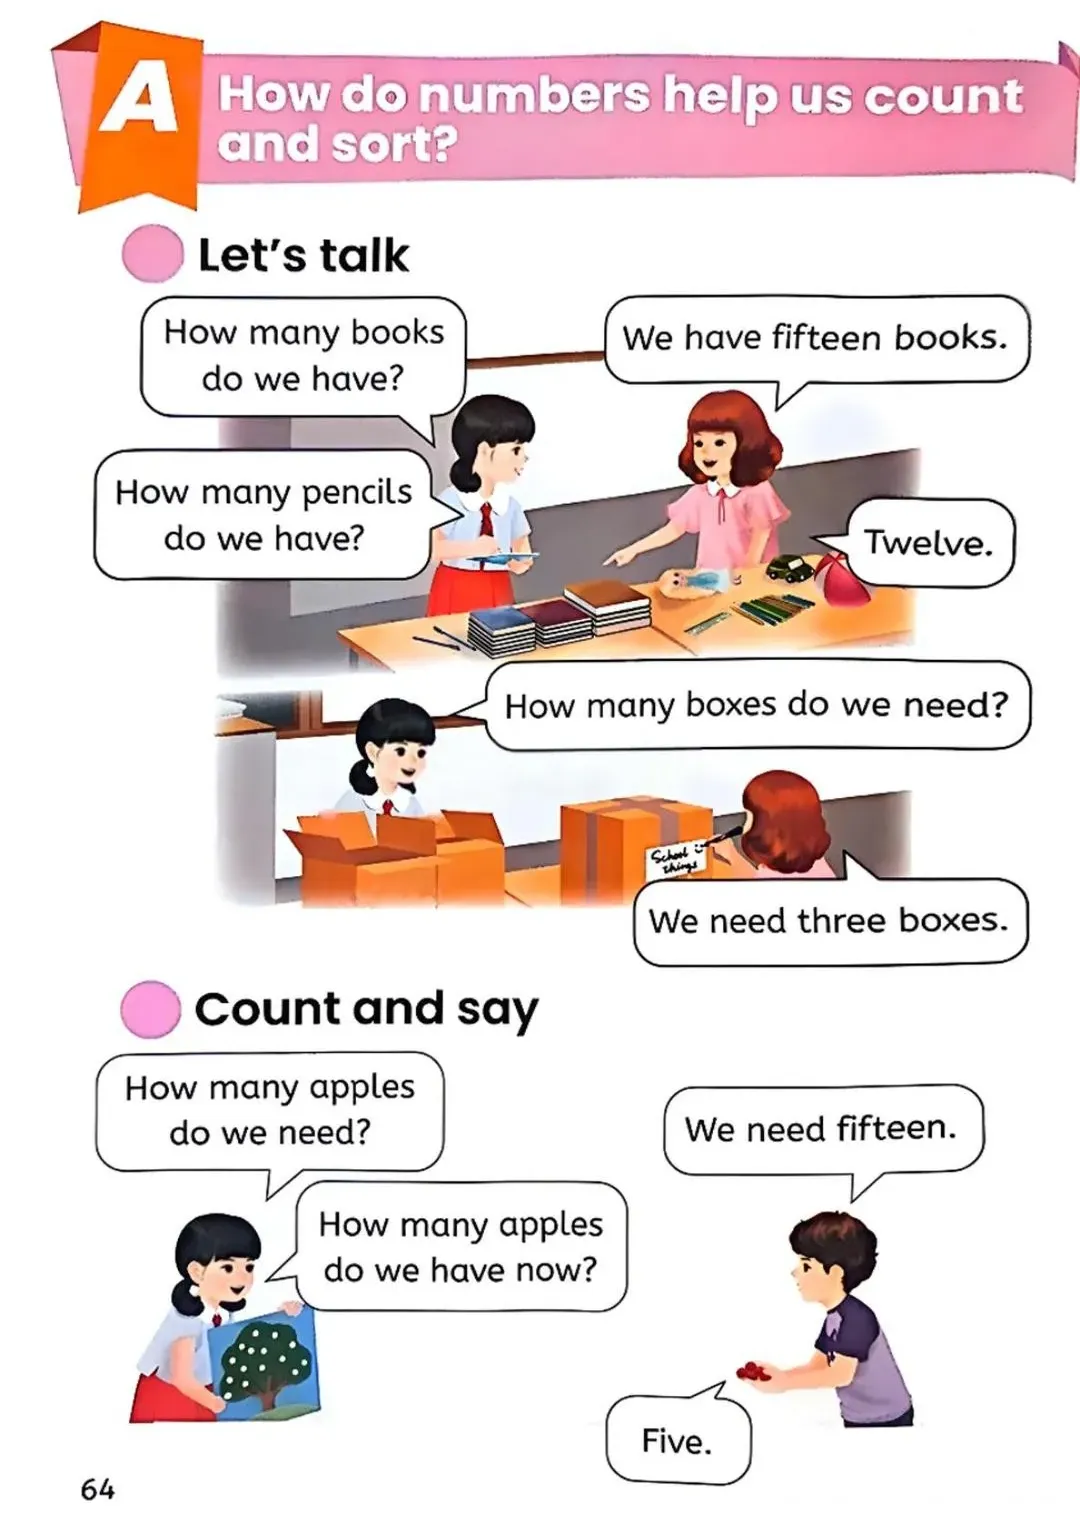 A
How do numbers help us count
and sort?
Let's talk
How many books
do we have?
We have fifteen books.
How many pencils
do we have?
Twelve.
How many boxes do we need?
School
things
We need three boxes.
Count and say
How many apples
do we need?
We need fifteen.
How many apples
do we have now?
Five.
64